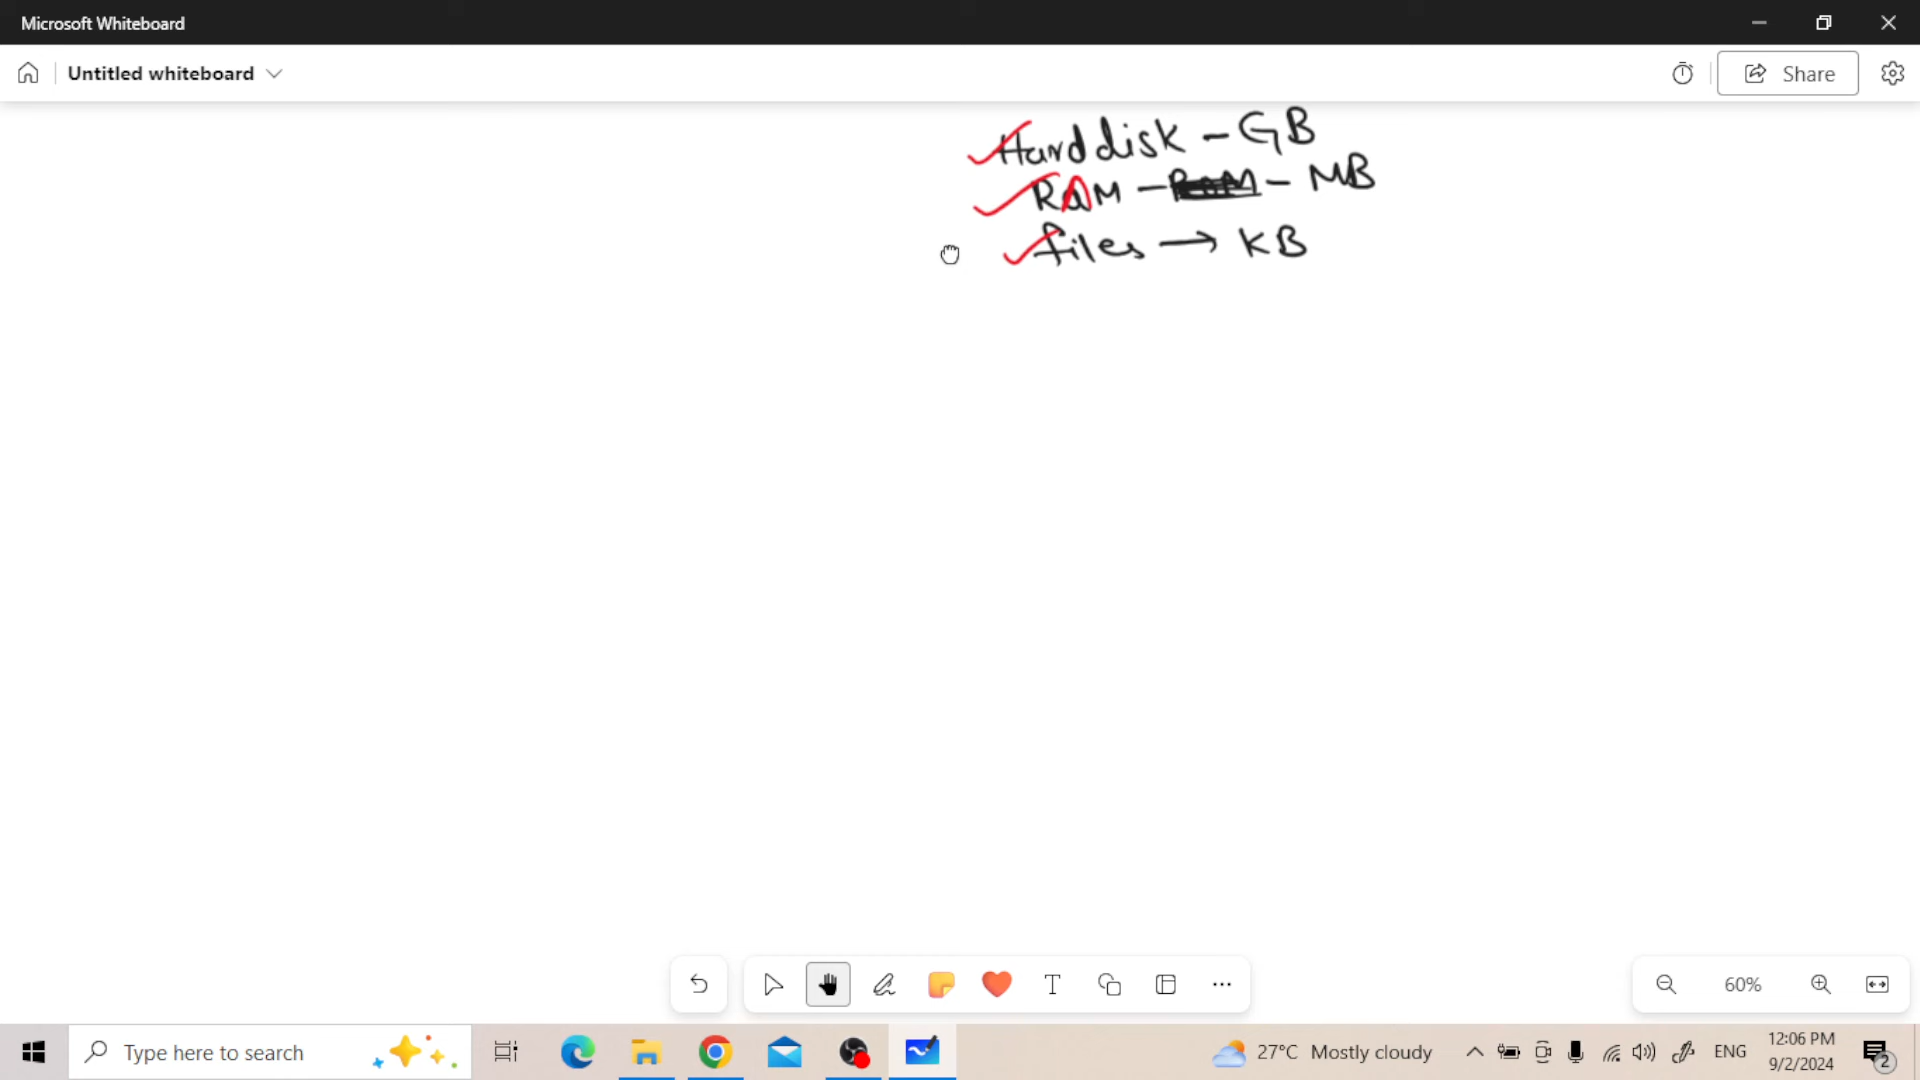 Microsoft Whiteboard
Untitled whiteboard
Share
Hard disk - GB
RAM - - MB
files → KB
60%
Type here to search
27°C Mostly cloudy
ENG
12:06 PM
9/2/2024
2